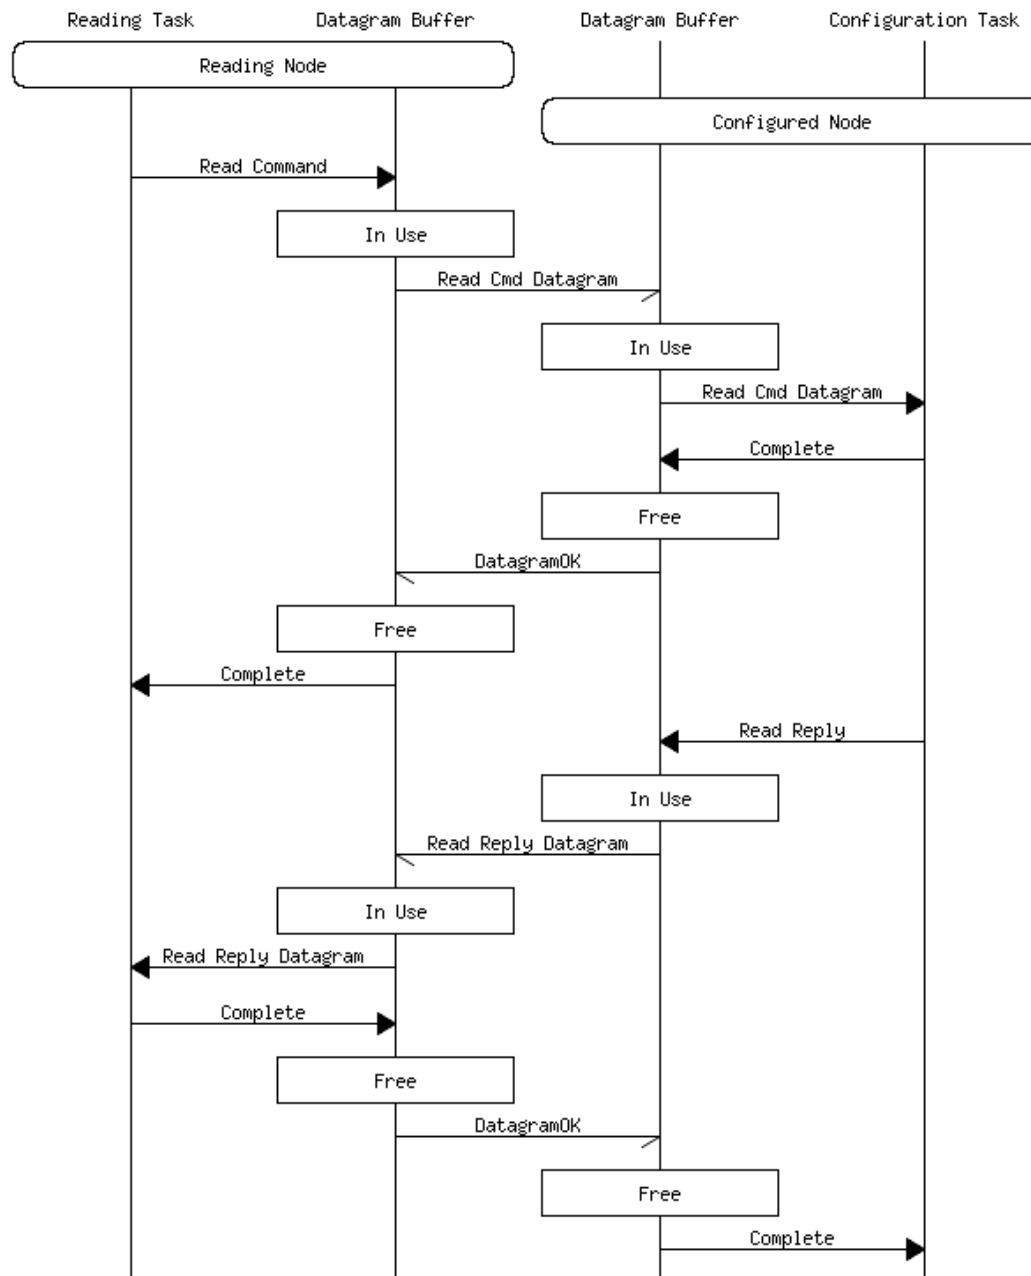 Reading Task
Datagram Buffer
Datagram Buffer
Configuration Task
Reading Node
Configured Node
Read Command
In Use
Read Cmd Datagram
In Use
Read Cmd Datagram
Complete
Free
DatagramOK
Free
Complete
Read Reply
In Use
Read Reply Datagram
In Use
Read Reply Datagram
Complete
Free
DatagramOK
Free
Complete